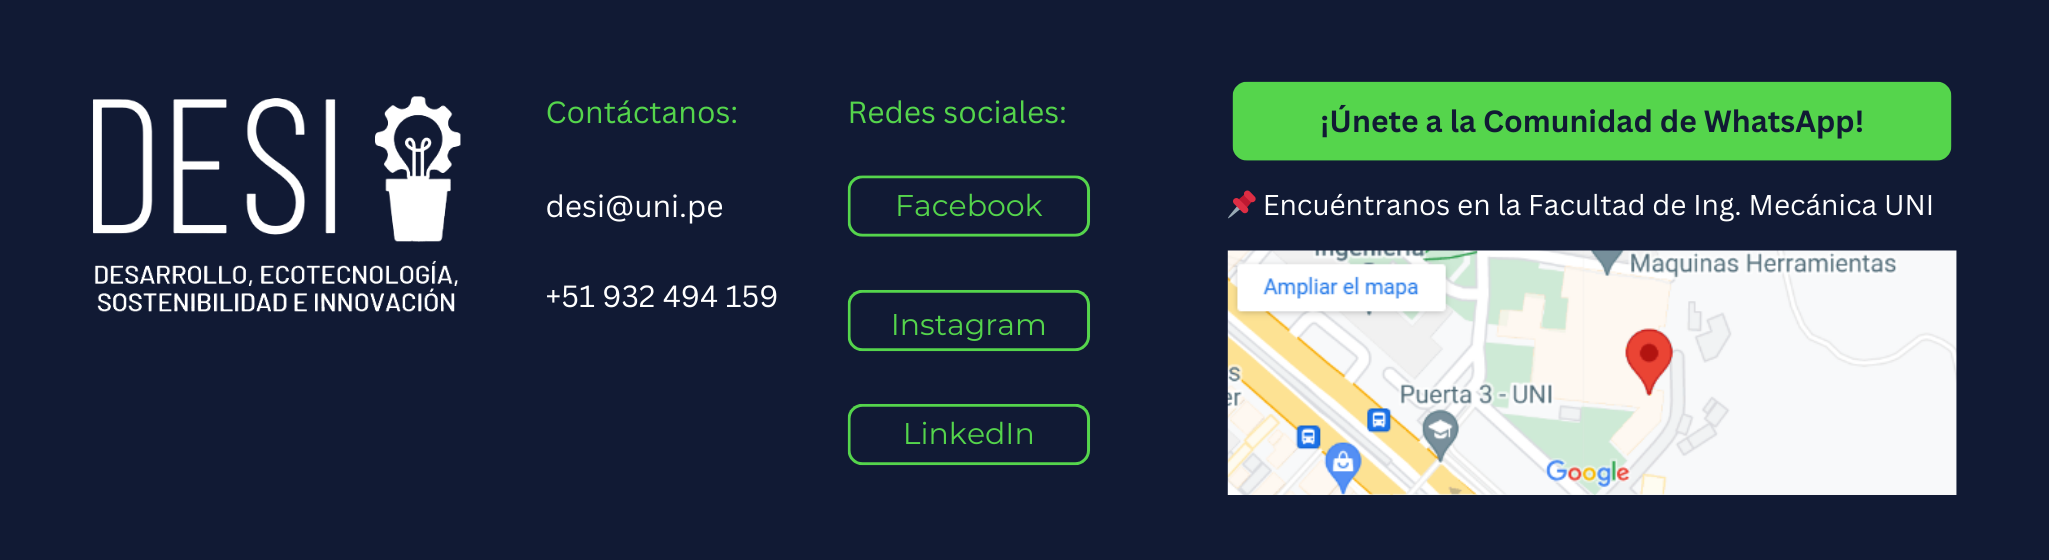 DESI
DESARROLLO, ECOTECNOLOGÍA,
SOSTENIBILIDAD E INNOVACIÓN
Contáctanos:
desi@uni.pe
+51 932 494 159
Redes sociales:
Facebook
Instagram
LinkedIn
¡Únete a la Comunidad de WhatsApp!
Encuéntranos en la Facultad de Ing. Mecánica UNI
Ingeniería
Maquinas Herramientas
Ampliar el mapa
Puerta 3 - UNI
Google